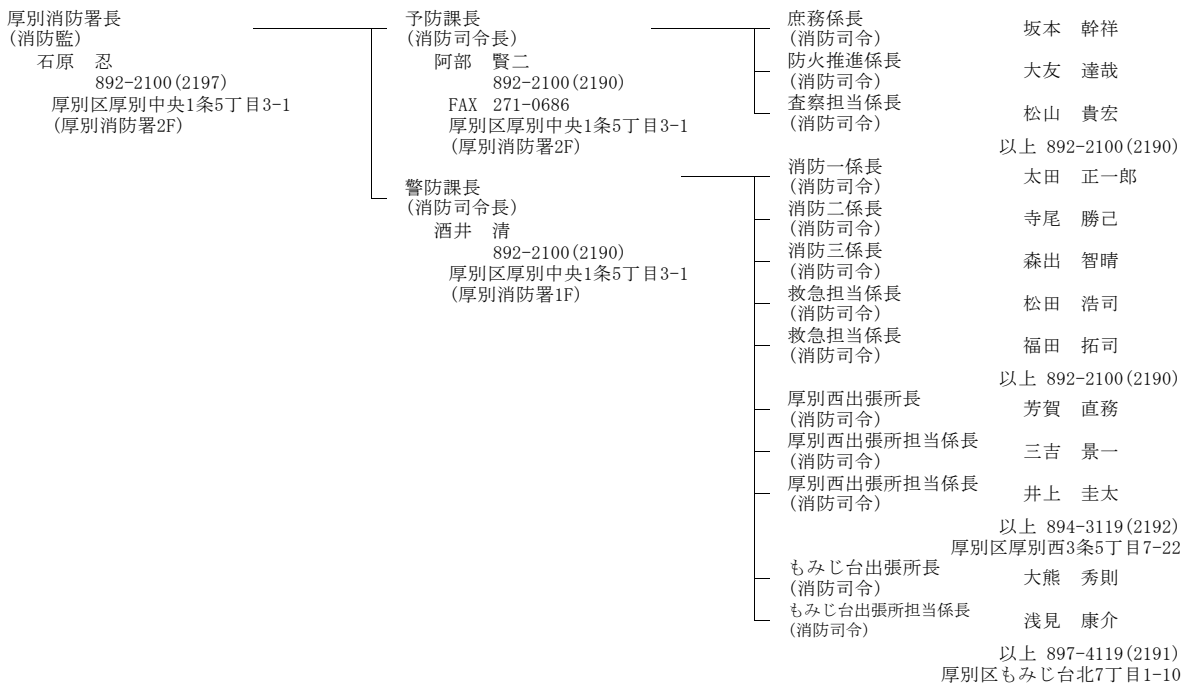 厚別消防署長
(消防監)
石原　忍
892-2100(2197)
厚別区厚別中央1条5丁目3-1
(厚別消防署2F)
予防課長
(消防司令長)
阿部　賢二
892-2100(2190)
FAX 271-0686
厚別区厚別中央1条5丁目3-1
(厚別消防署2F)
庶務係長
(消防司令)
坂本　幹祥
防火推進係長
(消防司令)
大友　達哉
査察担当係長
(消防司令)
松山　貴宏
以上 892-2100(2190)
警防課長
(消防司令長)
酒井　清
892-2100(2190)
厚別区厚別中央1条5丁目3-1
(厚別消防署1F)
消防一係長
(消防司令)
太田　正一郎
消防二係長
(消防司令)
寺尾　勝己
消防三係長
(消防司令)
森出　智晴
救急担当係長
(消防司令)
松田　浩司
救急担当係長
(消防司令)
福田　拓司
以上 892-2100(2190)
厚別西出張所長
(消防司令)
芳賀　直務
厚別西出張所担当係長
(消防司令)
三吉　景一
厚別西出張所担当係長
(消防司令)
井上　圭太
以上 894-3119(2192)
厚別区厚別西3条5丁目7-22
もみじ台出張所長
(消防司令)
大熊　秀則
もみじ台出張所担当係長
(消防司令)
浅見　康介
以上 897-4119(2191)
厚別区もみじ台北7丁目1-10